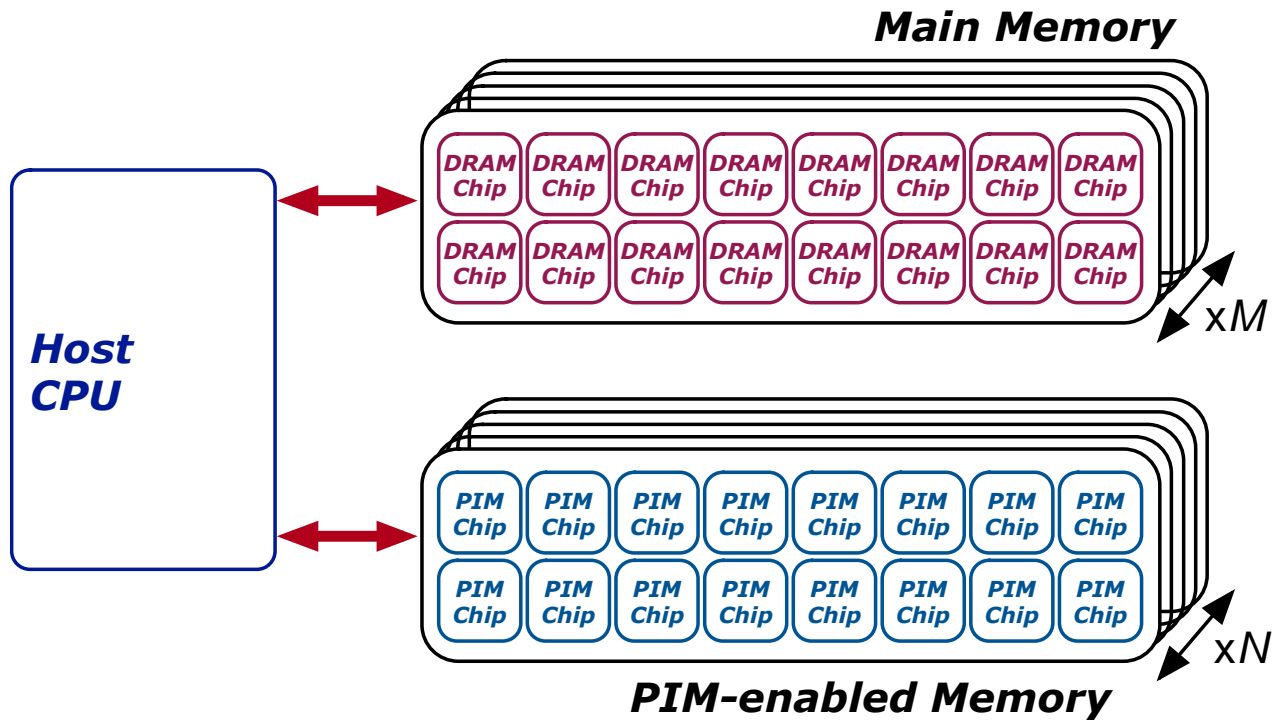 Main Memory
DRAM DRAM DRAM DRAM DRAM DRAM DRAM DRAM
Chip Chip Chip Chip Chip Chip Chip Chip
DRAM DRAM DRAM DRAM DRAM DRAM DRAM DRAM
Chip Chip Chip Chip Chip Chip Chip Chip
xM
Host
CPU
PIM PIM PIM PIM PIM PIM PIM PIM
Chip Chip Chip Chip Chip Chip Chip Chip
PIM PIM PIM PIM PIM PIM PIM PIM
Chip Chip Chip Chip Chip Chip Chip Chip
xN
PIM-enabled Memory